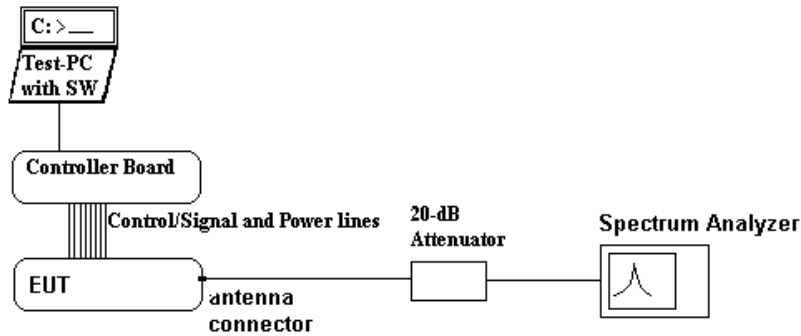 C: >__
Test-PC
with SW
Controller Board
Control/Signal and Power lines
20-dB
Attenuator
Spectrum Analyzer
EUT
antenna
connector